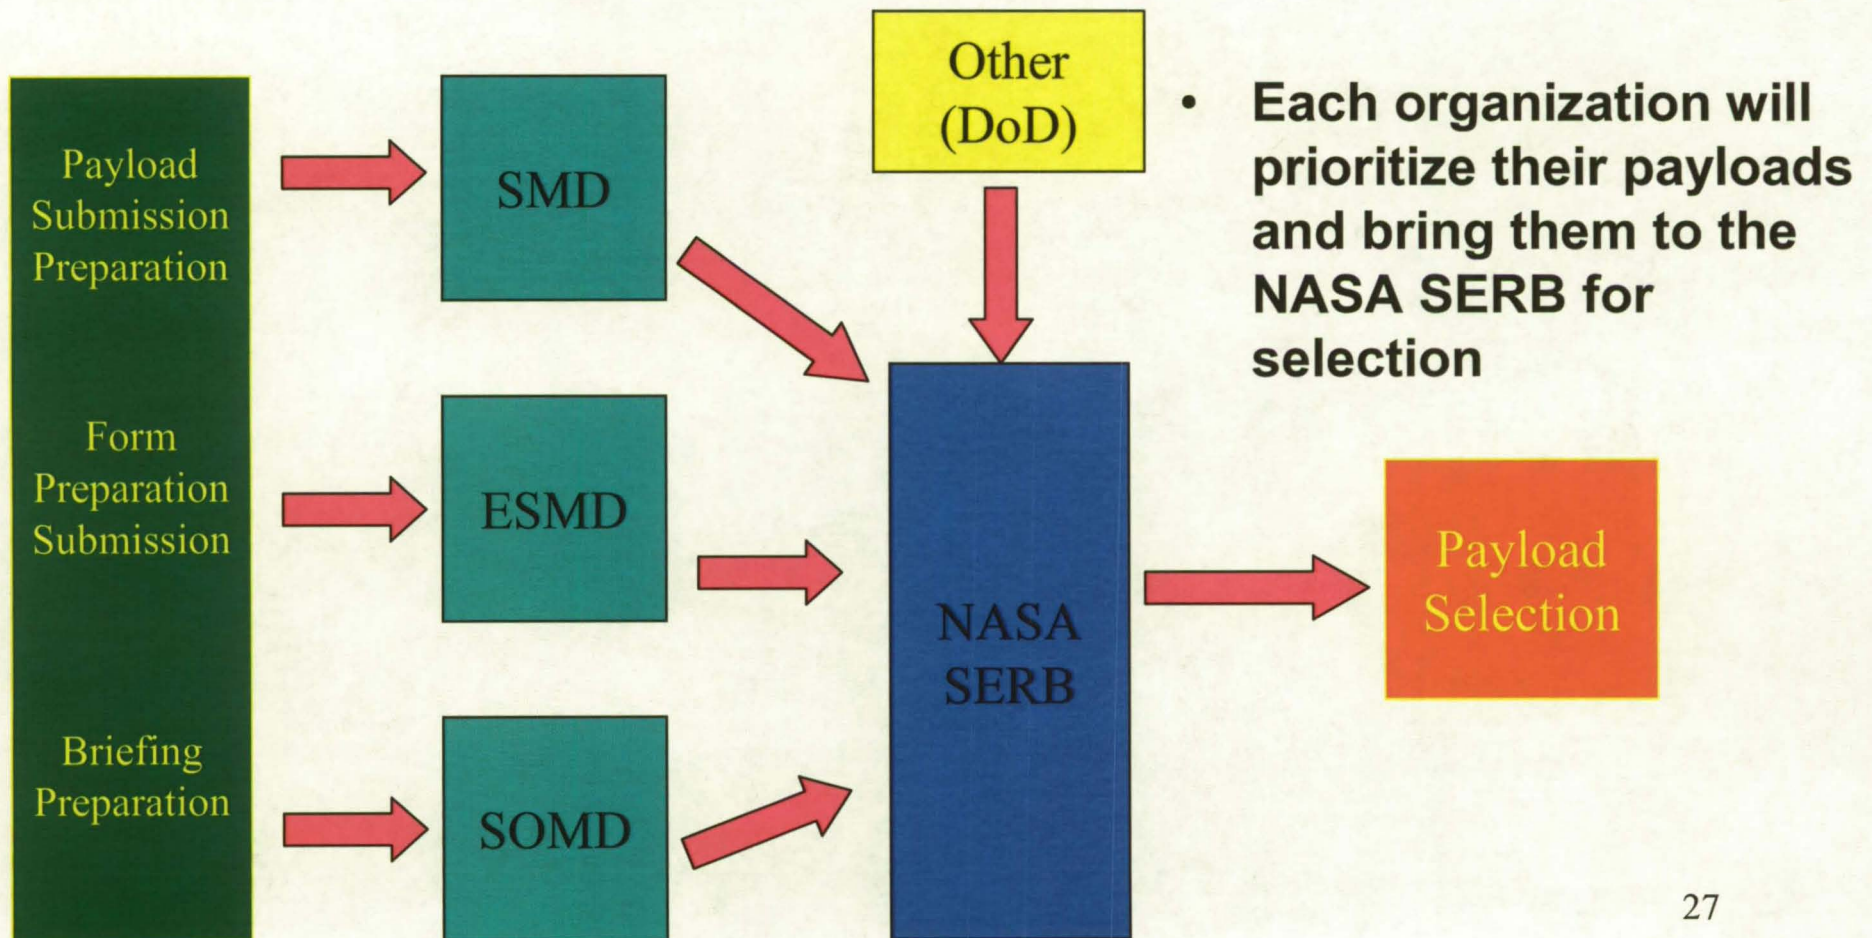 Payload
Submission
Preparation
Form
Preparation
Submission
Briefing
Preparation
SMD
ESMD
SOMD
Other
(DoD)
NASA
SERB
• Each organization will
prioritize their payloads
and bring them to the
NASA SERB for
selection
Payload
Selection
27